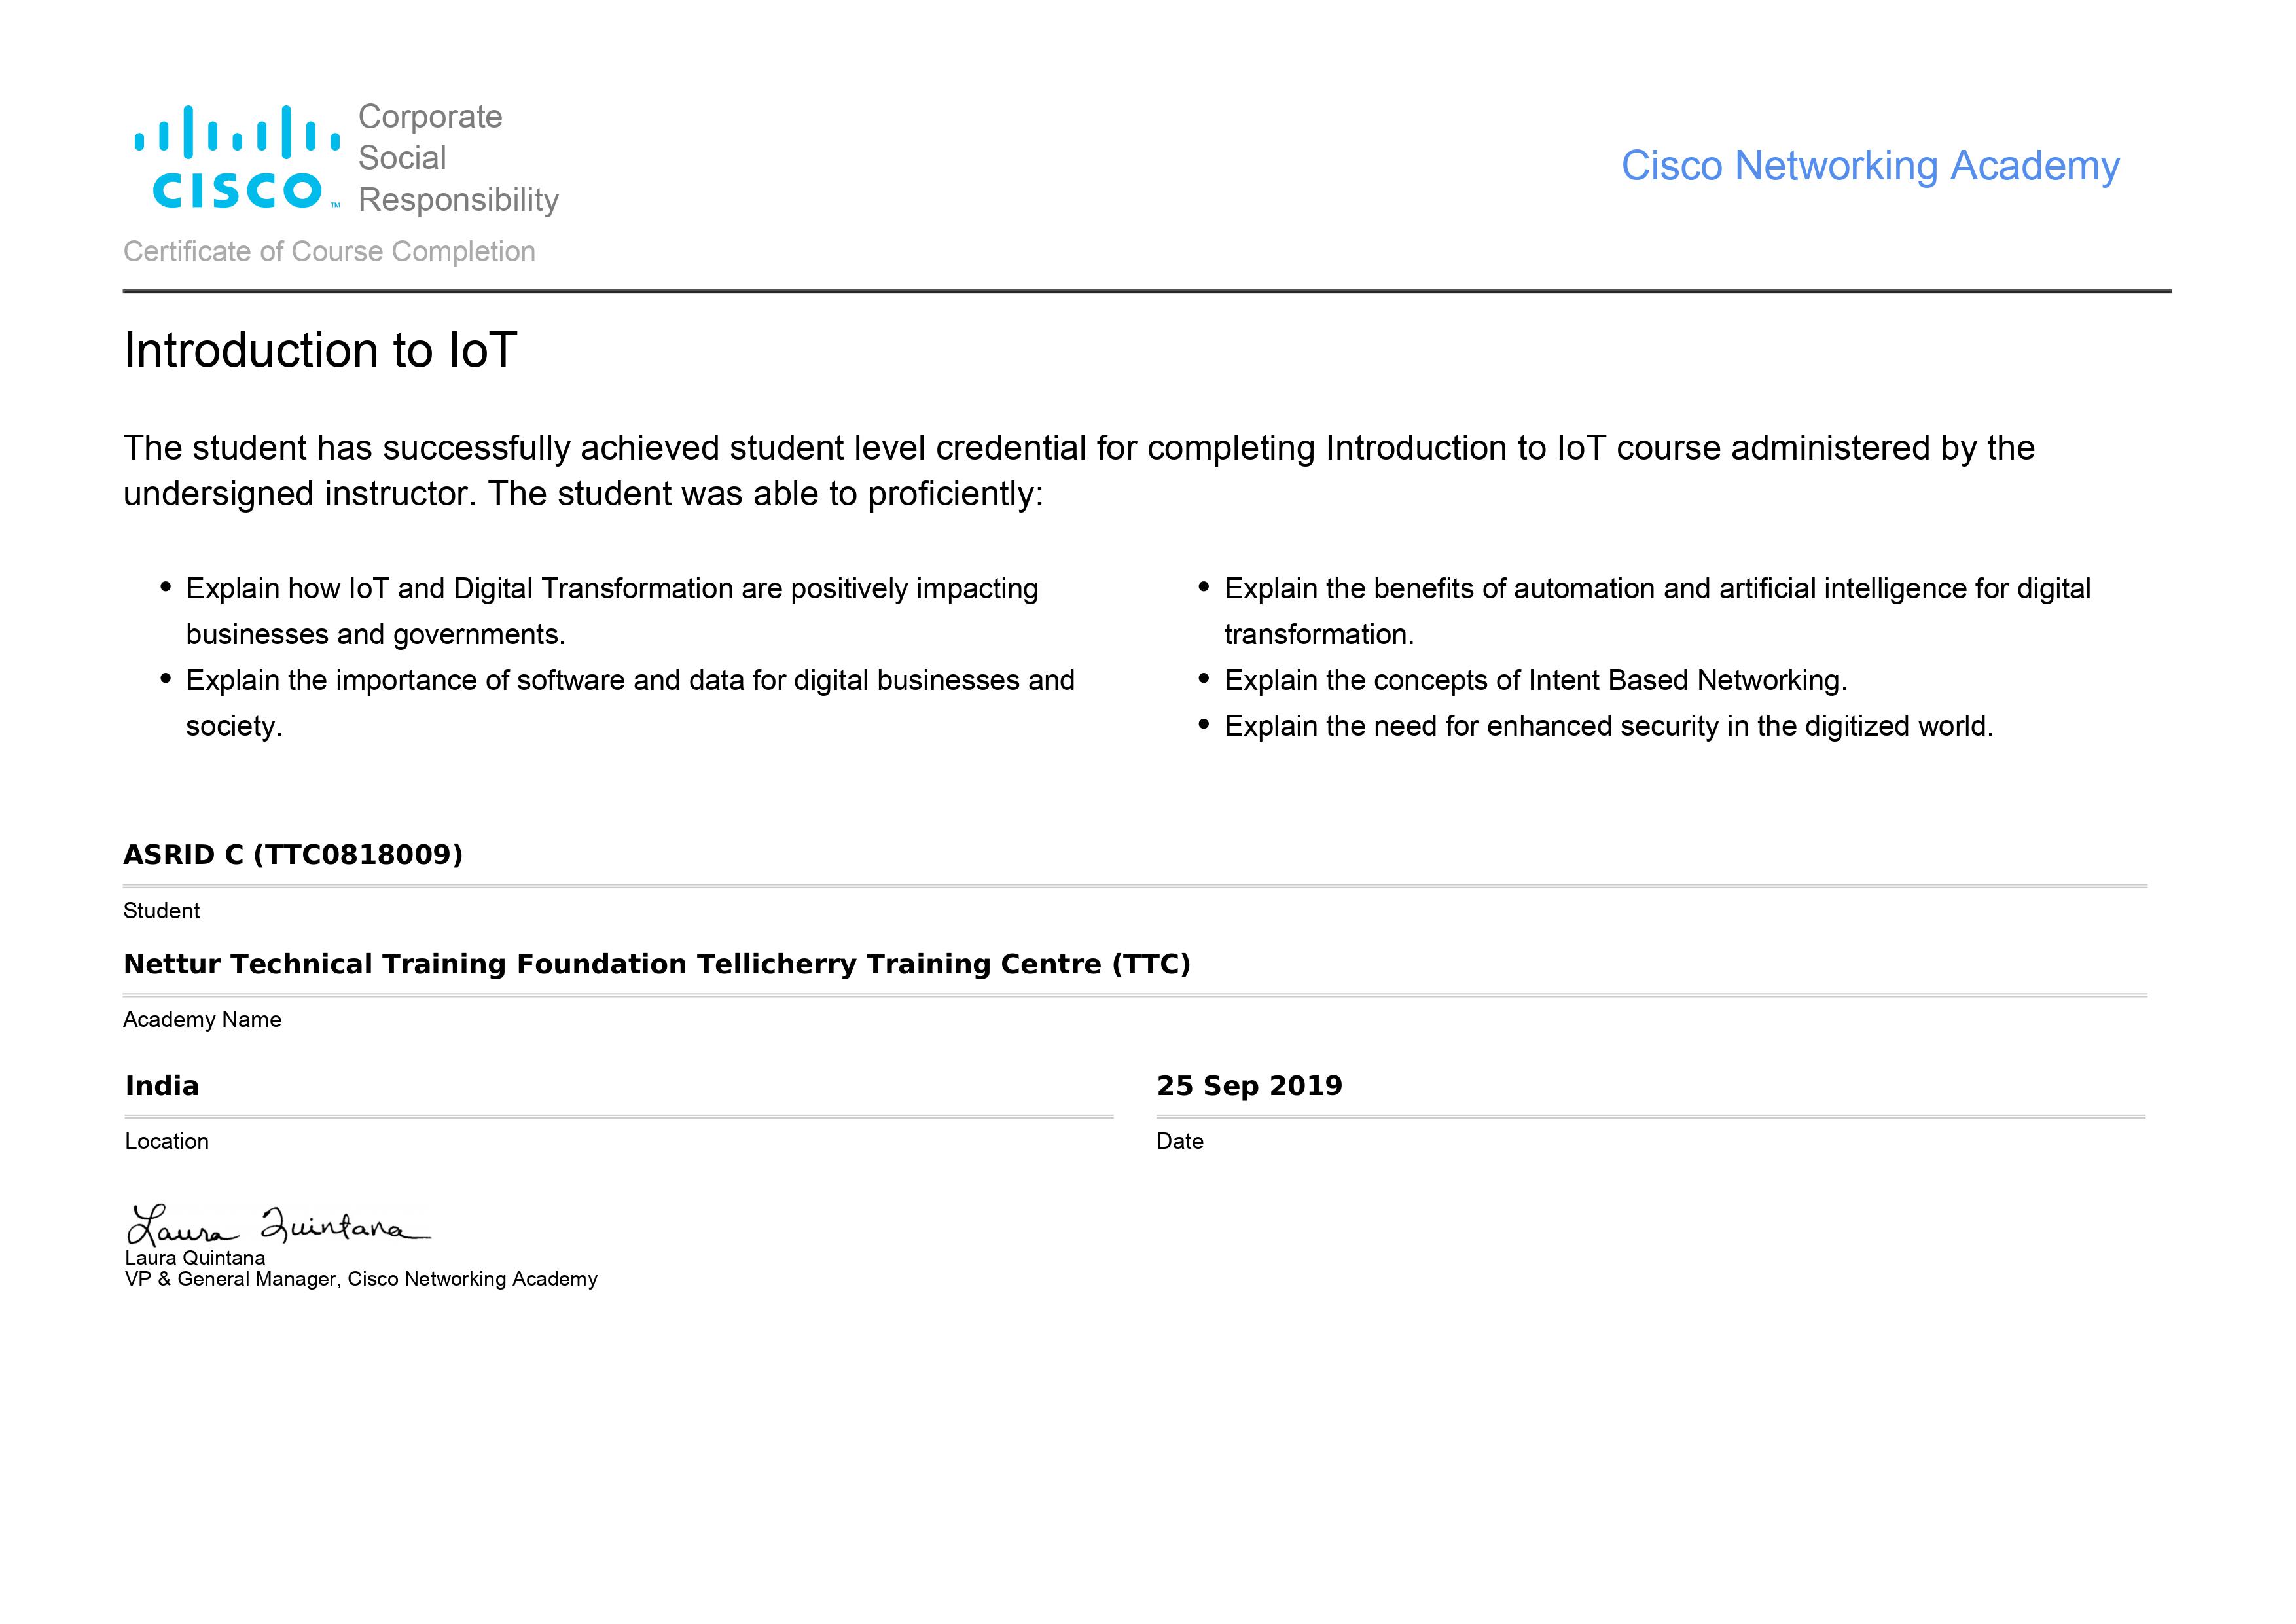 CISCO™
Corporate
Social
Responsibility
Cisco Networking Academy
Certificate of Course Completion
Introduction to IoT
The student has successfully achieved student level credential for completing Introduction to IoT course administered by the
undersigned instructor. The student was able to proficiently:
• Explain how IoT and Digital Transformation are positively impacting
businesses and governments.
• Explain the importance of software and data for digital businesses and
society.
• Explain the benefits of automation and artificial intelligence for digital
transformation.
• Explain the concepts of Intent Based Networking.
• Explain the need for enhanced security in the digitized world.
ASRID C (TTC0818009)
Student
Nettur Technical Training Foundation Tellicherry Training Centre (TTC)
Academy Name
India
Location
25 Sep 2019
Date
Laura Quintana
Laura Quintana
VP & General Manager, Cisco Networking Academy